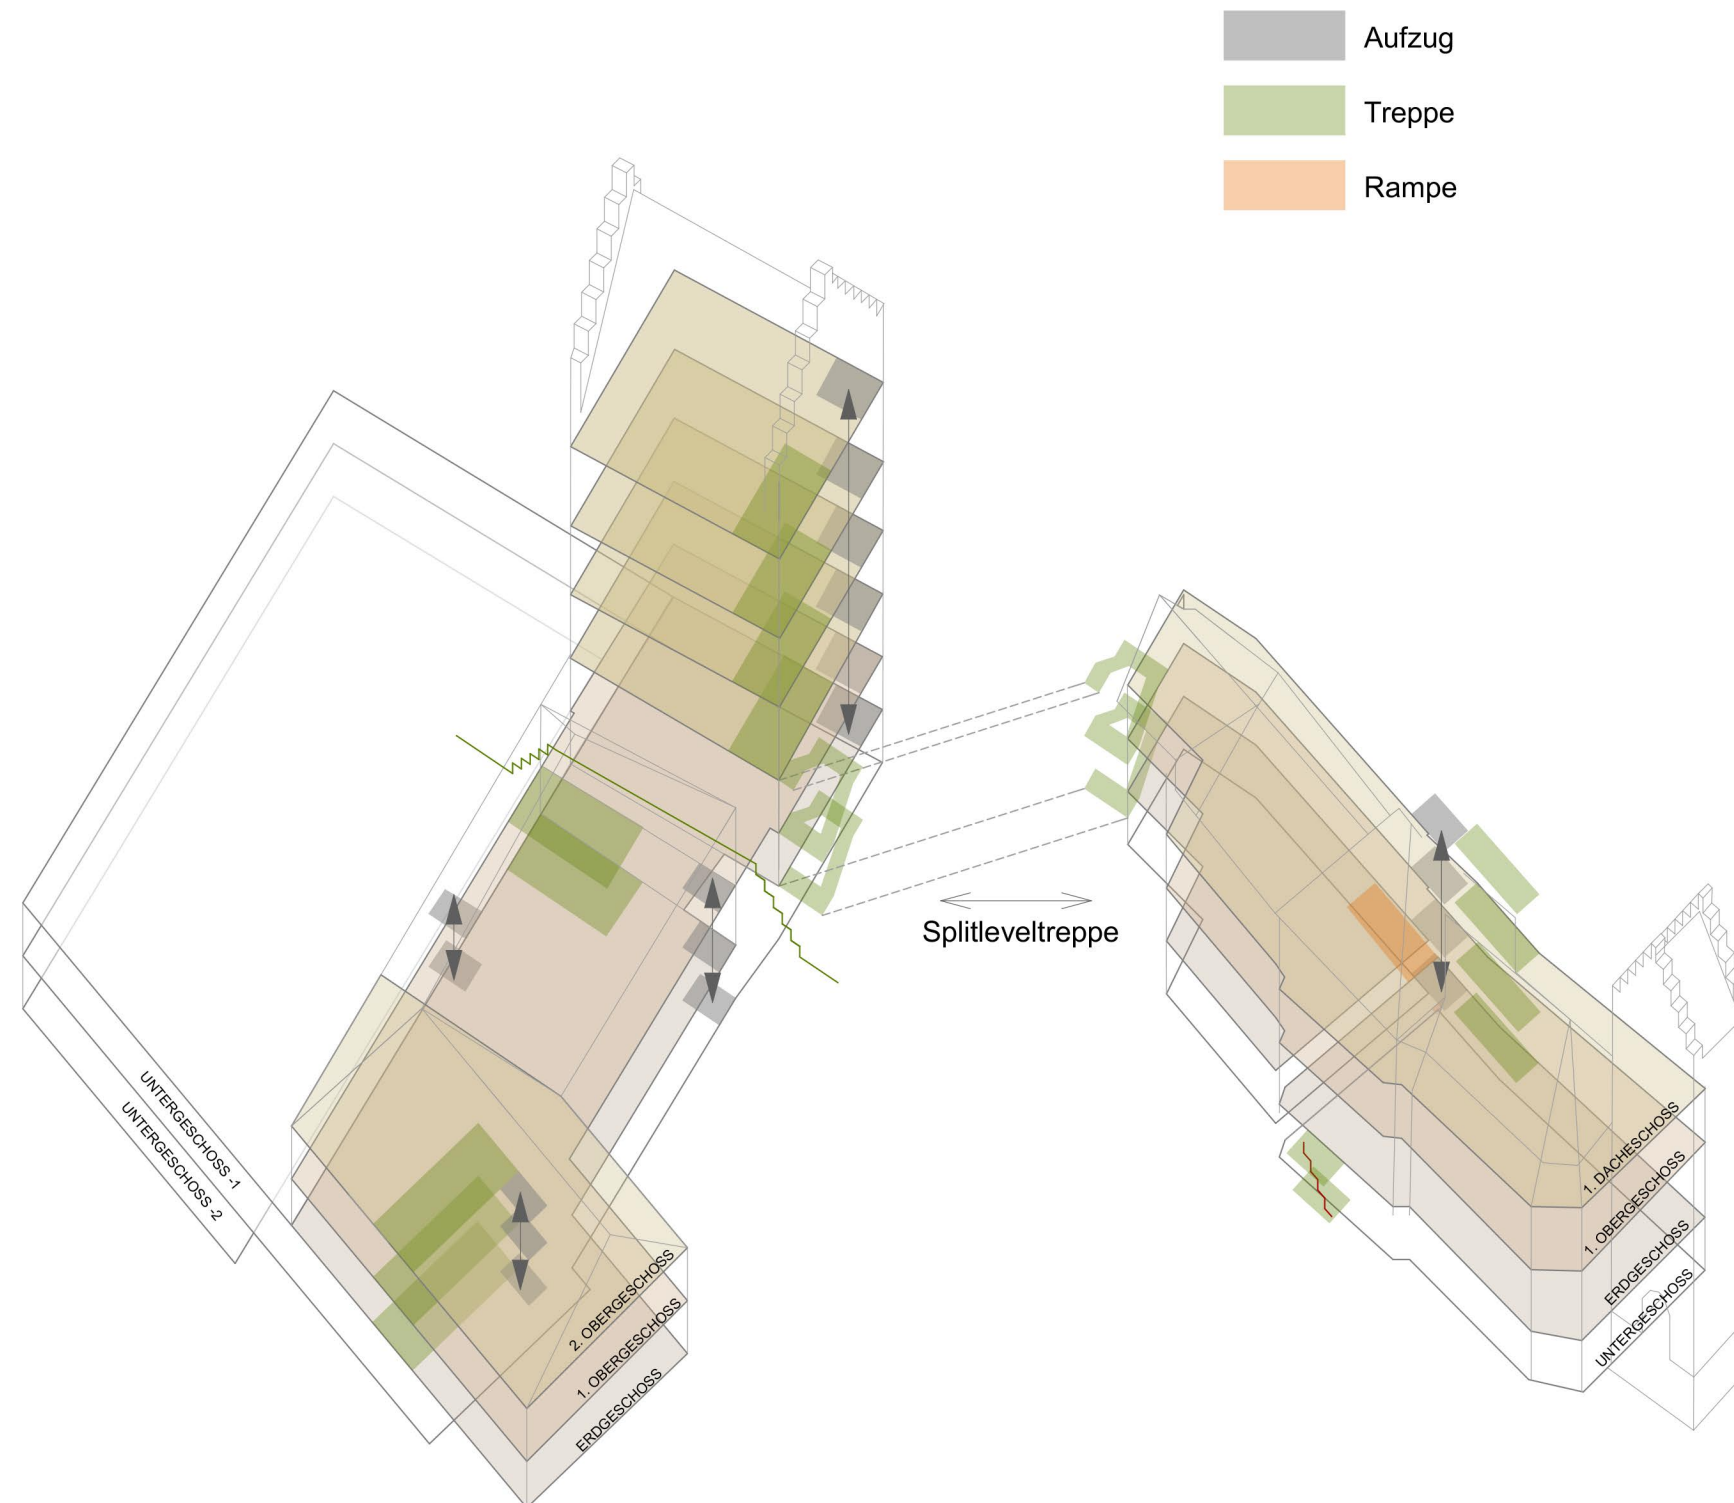 Aufzug
Treppe
Rampe
Splitleveltreppe
UNTERGESCHOSS -1
UNTERGESCHOSS -2
2. OBERGESCHOSS
1. OBERGESCHOSS
ERDGESCHOSS
1. DACHESCHOSS
1. OBERGESCHOSS
ERDGESCHOSS
UNTERGESCHOSS